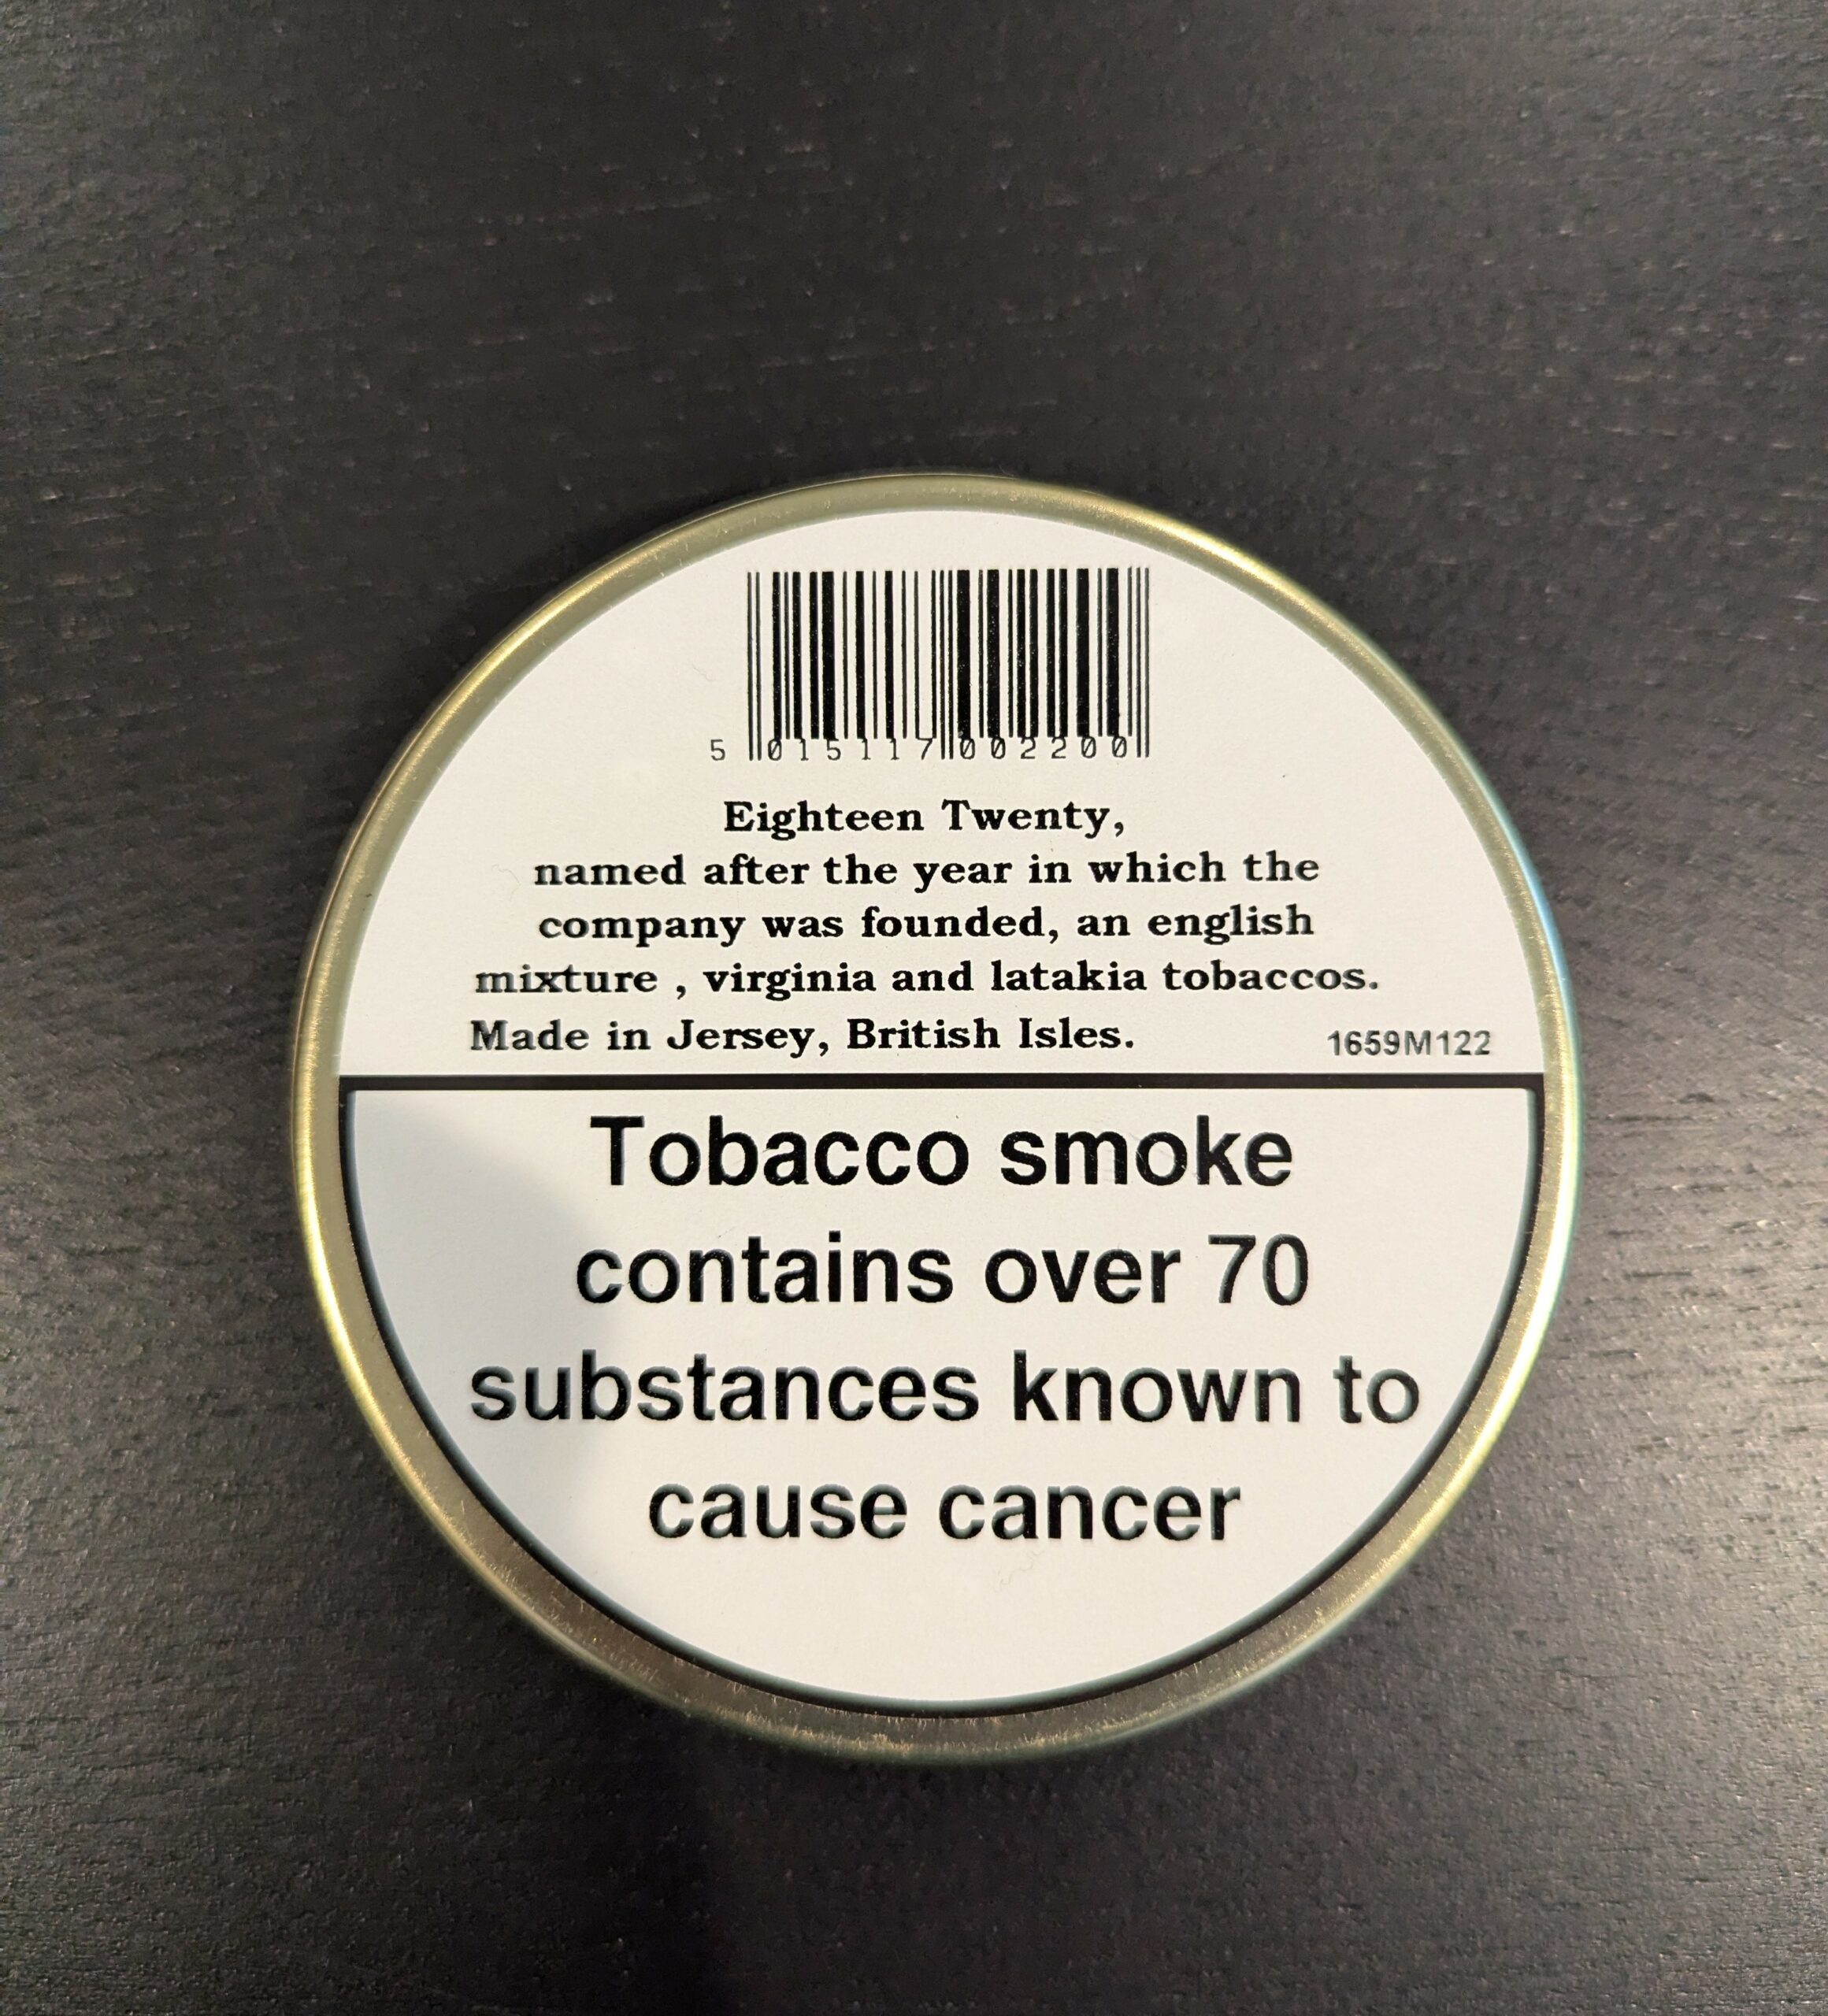 5 015117 002200
Eighteen Twenty,
named after the year in which the
company was founded, an english
mixture , virginia and latakia tobaccos.
Made in Jersey, British Isles. 1659M122
Tobacco smoke
contains over 70
substances known to
cause cancer